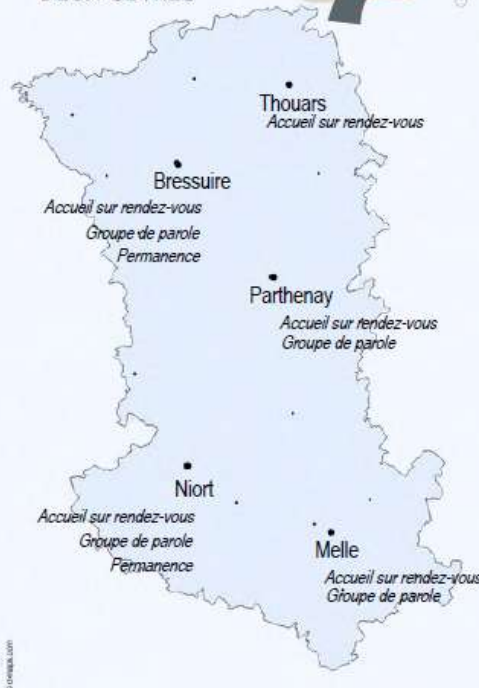 Thouars
Accueil sur rendez-vous
Bressuire
Accueil sur rendez-vous
Groupe de parole
Permanence
Parthenay
Accueil sur rendez-vous
Groupe de parole
Niort
Accueil sur rendez-vous
Groupe de parole
Permanence
Melle
Accueil sur rendez-vous
Groupe de parole